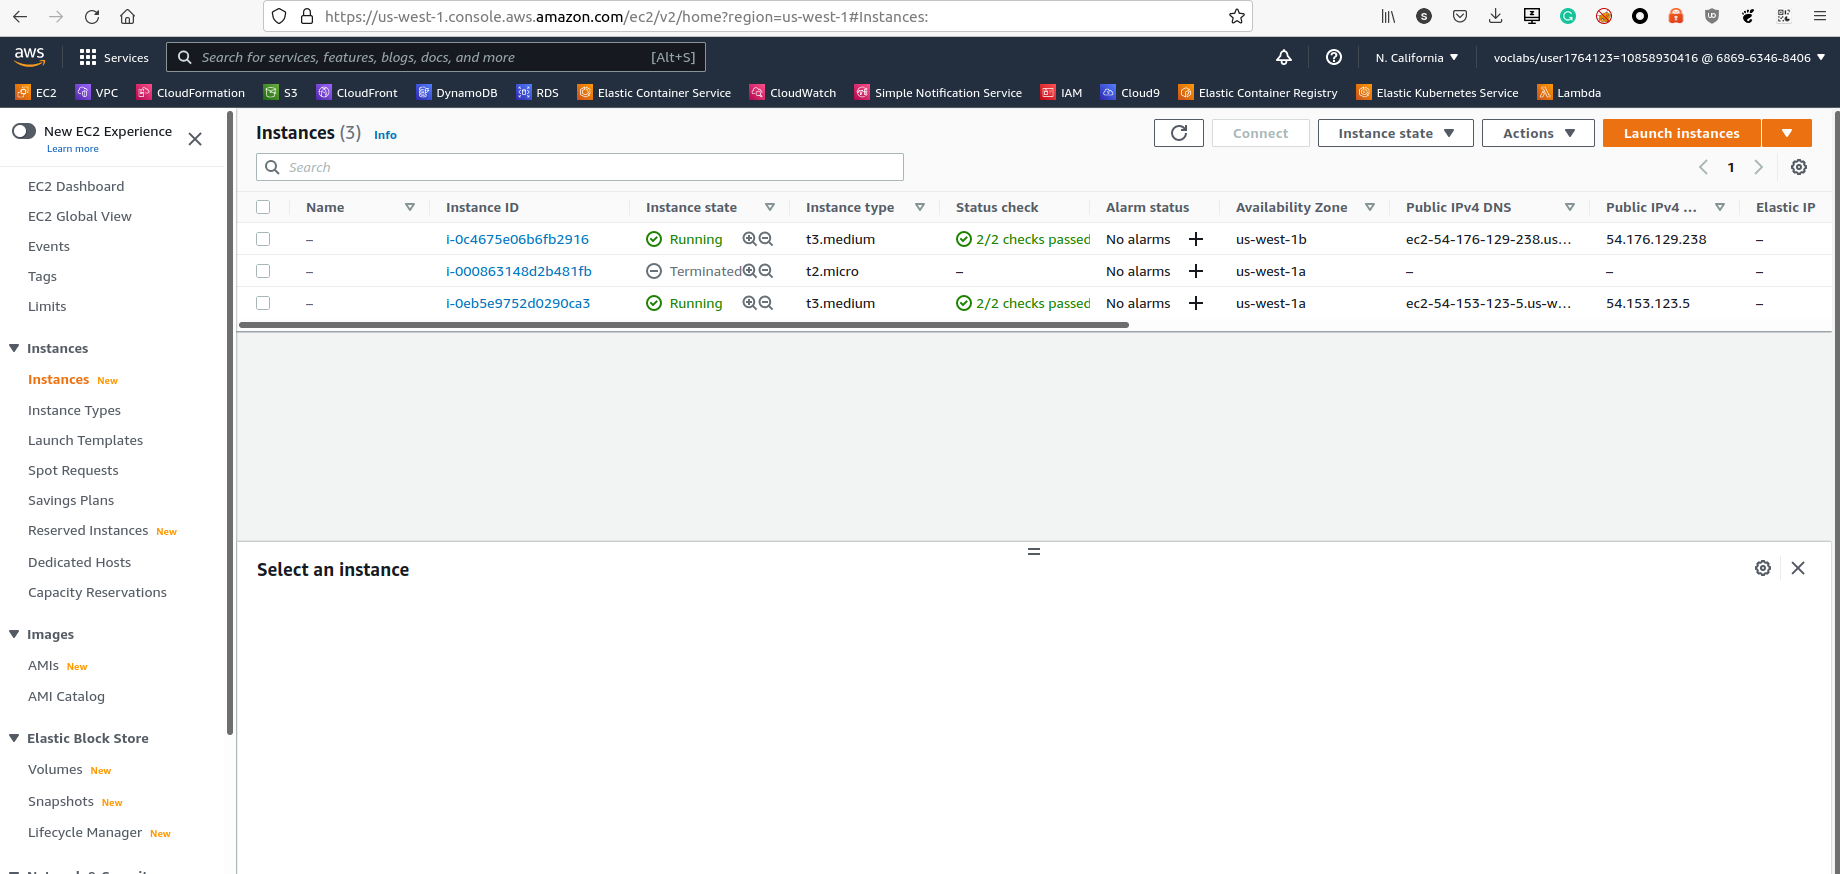 https://us-west-1.console.aws.amazon.com/ec2/v2/home?region=us-west-1#Instances:
aws Services Search for services, features, blogs, docs, and more [Alt+S] N. California voclabs/user1764123=10858930416 @ 6869-6346-8406
EC2 VPC CloudFormation S3 CloudFront DynamoDB RDS Elastic Container Service CloudWatch Simple Notification Service IAM Cloud9 Elastic Container Registry Elastic Kubernetes Service Lambda
New EC2 Experience
Learn more
EC2 Dashboard
EC2 Global View
Events
Tags
Limits
Instances
Instances New
Instance Types
Launch Templates
Spot Requests
Savings Plans
Reserved Instances New
Dedicated Hosts
Capacity Reservations
Images
AMIs New
AMI Catalog
Elastic Block Store
Volumes New
Snapshots New
Lifecycle Manager New
Instances (3) Info Connect Instance state Actions Launch instances
Search 1
Name Instance ID Instance state Instance type Status check Alarm status Availability Zone Public IPv4 DNS Public IPv4 ... Elastic IP
– i-0c4675e06b6fb2916 Running t3.medium 2/2 checks passed No alarms us-west-1b ec2-54-176-129-238.us... 54.176.129.238 –
– i-000863148d2b481fb Terminated t2.micro – No alarms us-west-1a – – –
– i-0eb5e9752d0290ca3 Running t3.medium 2/2 checks passed No alarms us-west-1a ec2-54-153-123-5.us-w... 54.153.123.5 –
Select an instance